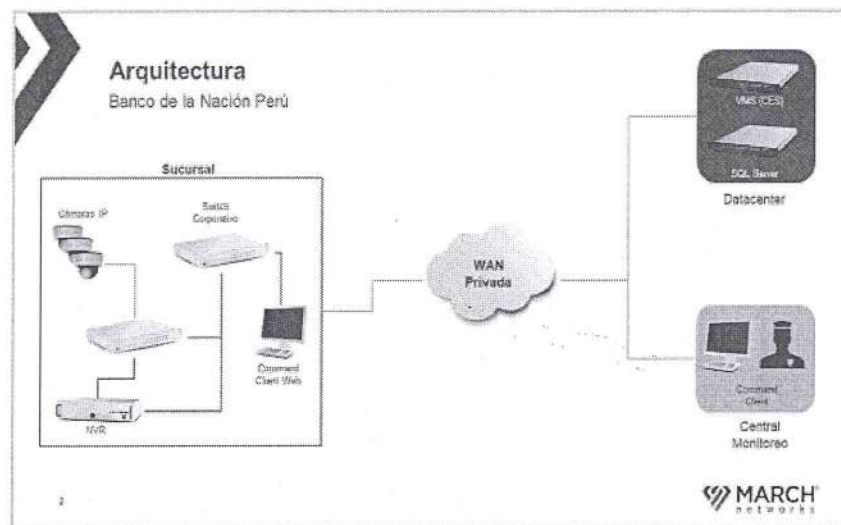 Arquitectura
Banco de la Nación Perú
Sucursal
Cámaras IP
Switch
Corporativo
Command
Client Web
NVR
WAN
Privada
VMS (CES)
SQL Server
Datacenter
Command
Client
Central
Monitoreo
2
MARCH
networks